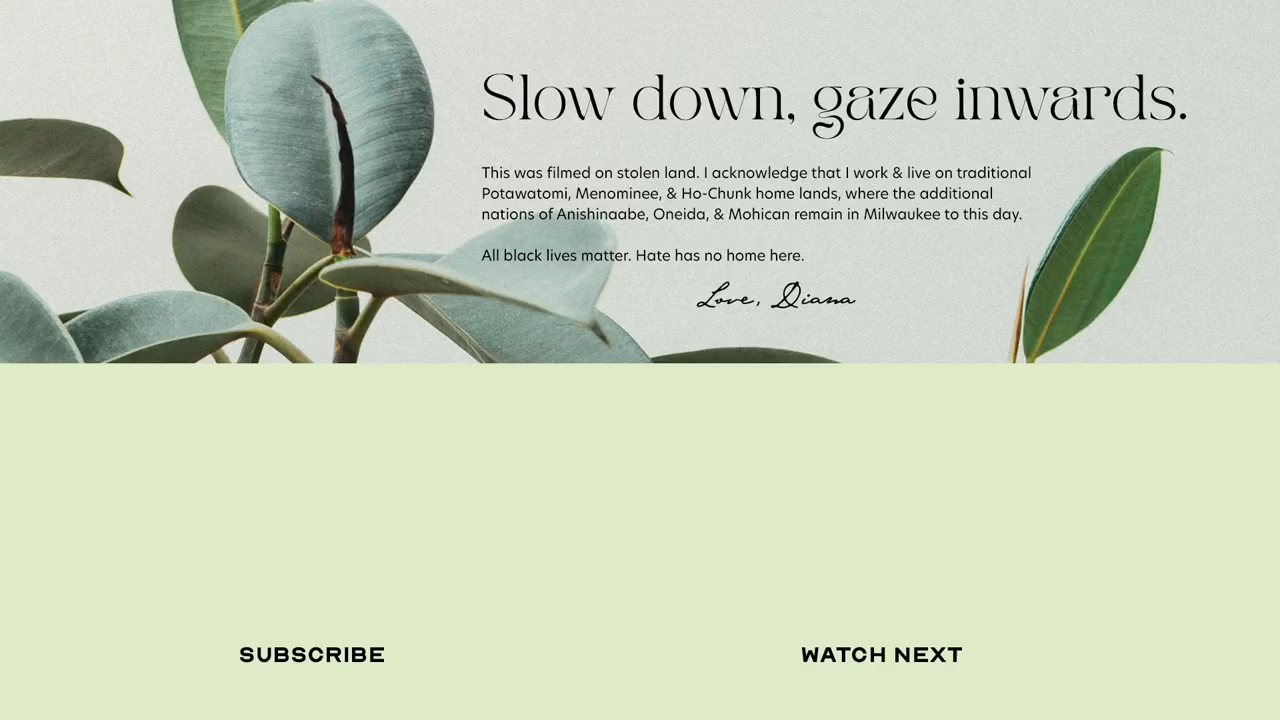 Slow down, gaze inwards.
This was filmed on stolen land. I acknowledge that I work & live on traditional
Potawatomi, Menominee, & Ho-Chunk home lands, where the additional
nations of Anishinaabe, Oneida, & Mohican remain in Milwaukee to this day.
All black lives matter. Hate has no home here.
Love, Diana
SUBSCRIBE
WATCH NEXT